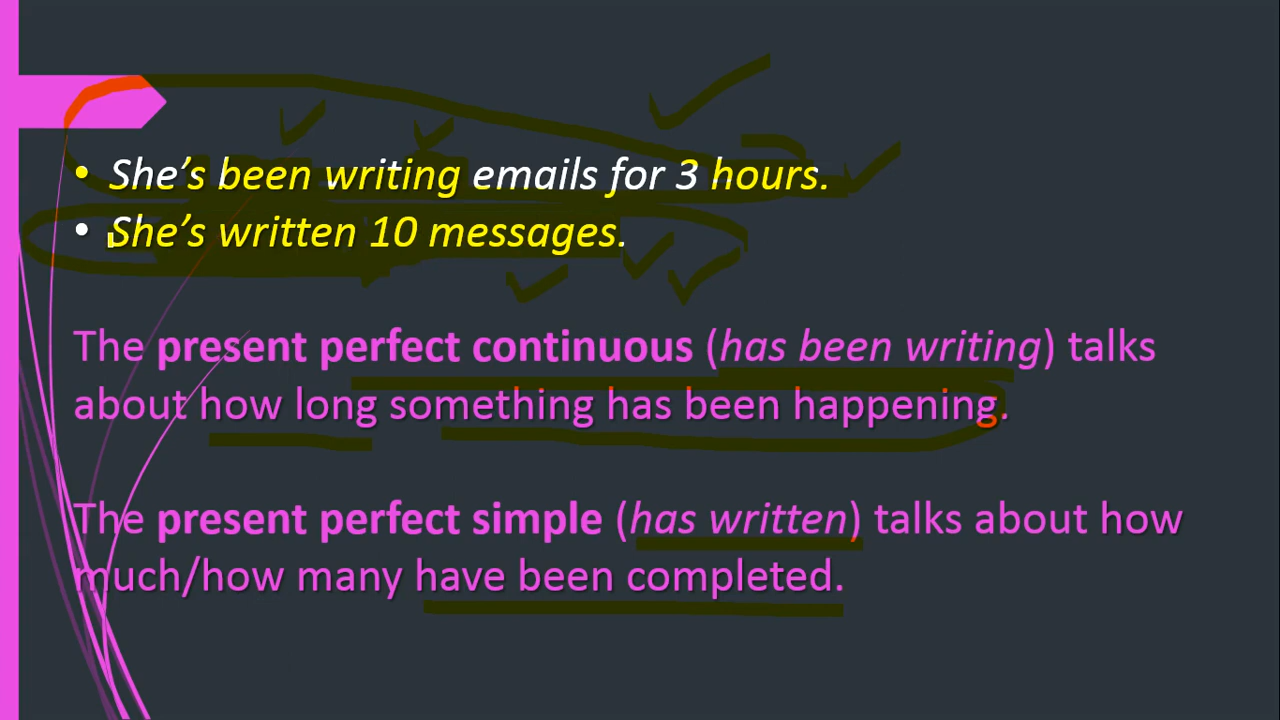 • She's been writing emails for 3 hours.
• She's written 10 messages.
The present perfect continuous (has been writing) talks
about how long something has been happening.
The present perfect simple (has written) talks about how
much/how many have been completed.